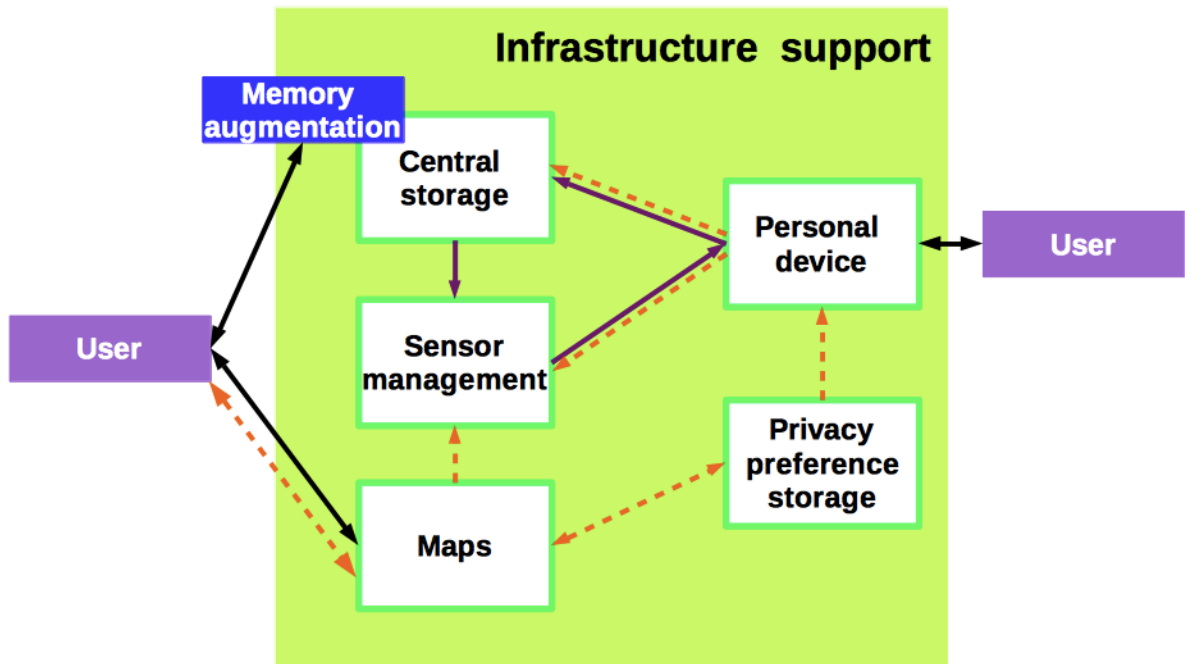 Infrastructure support
Memory
augmentation
Central
storage
Personal
device
User
Sensor
management
User
Privacy
preference
storage
Maps